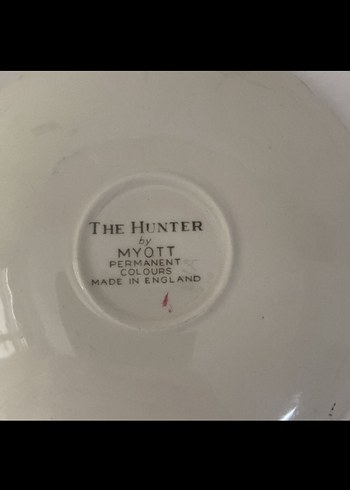 THE HUNTER
by
MYOTT
PERMANENT
COLOURS
MADE IN ENGLAND